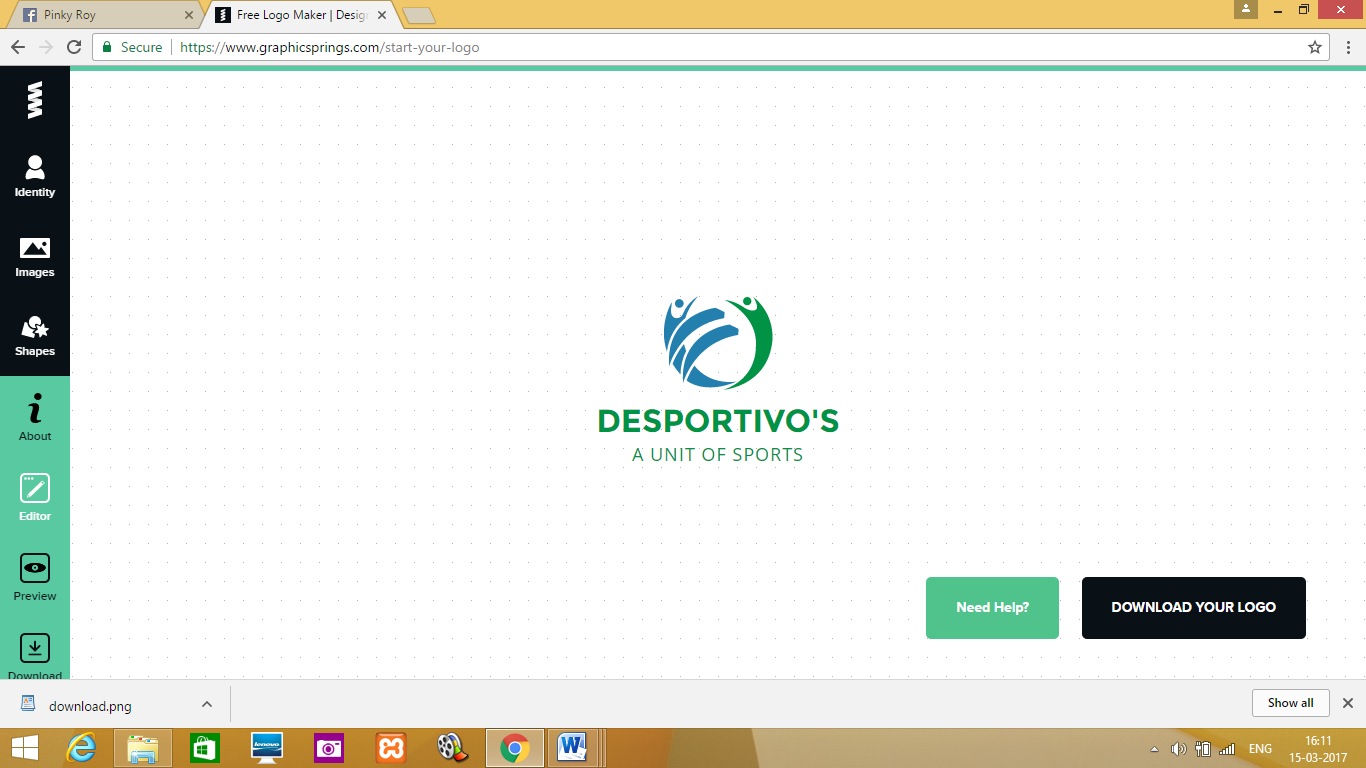 Pinky Roy
Free Logo Maker | Desig
Secure
https://www.graphicsprings.com/start-your-logo
Identity
Images
Shapes
About
Editor
Preview
Download
DESPORTIVO'S
A UNIT OF SPORTS
Need Help?
DOWNLOAD YOUR LOGO
download.png
Show all
lenovo
ENG
16:11
15-03-2017